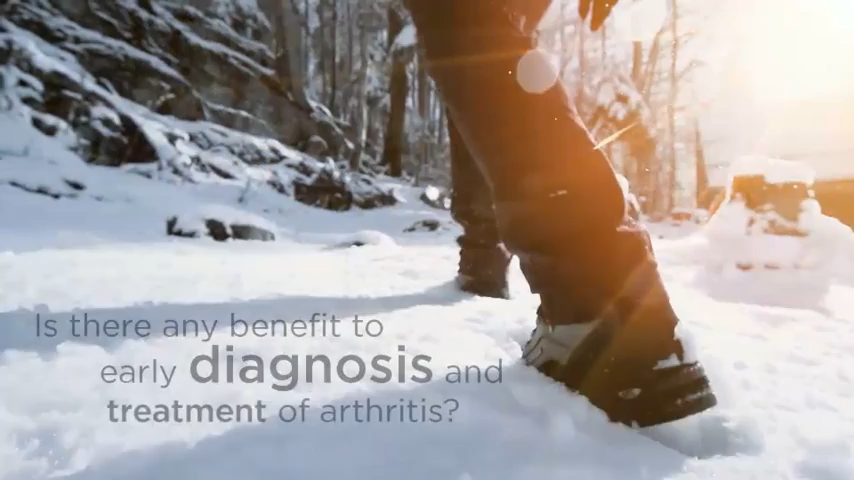 Is there any benefit to
early diagnosis and
treatment of arthritis?